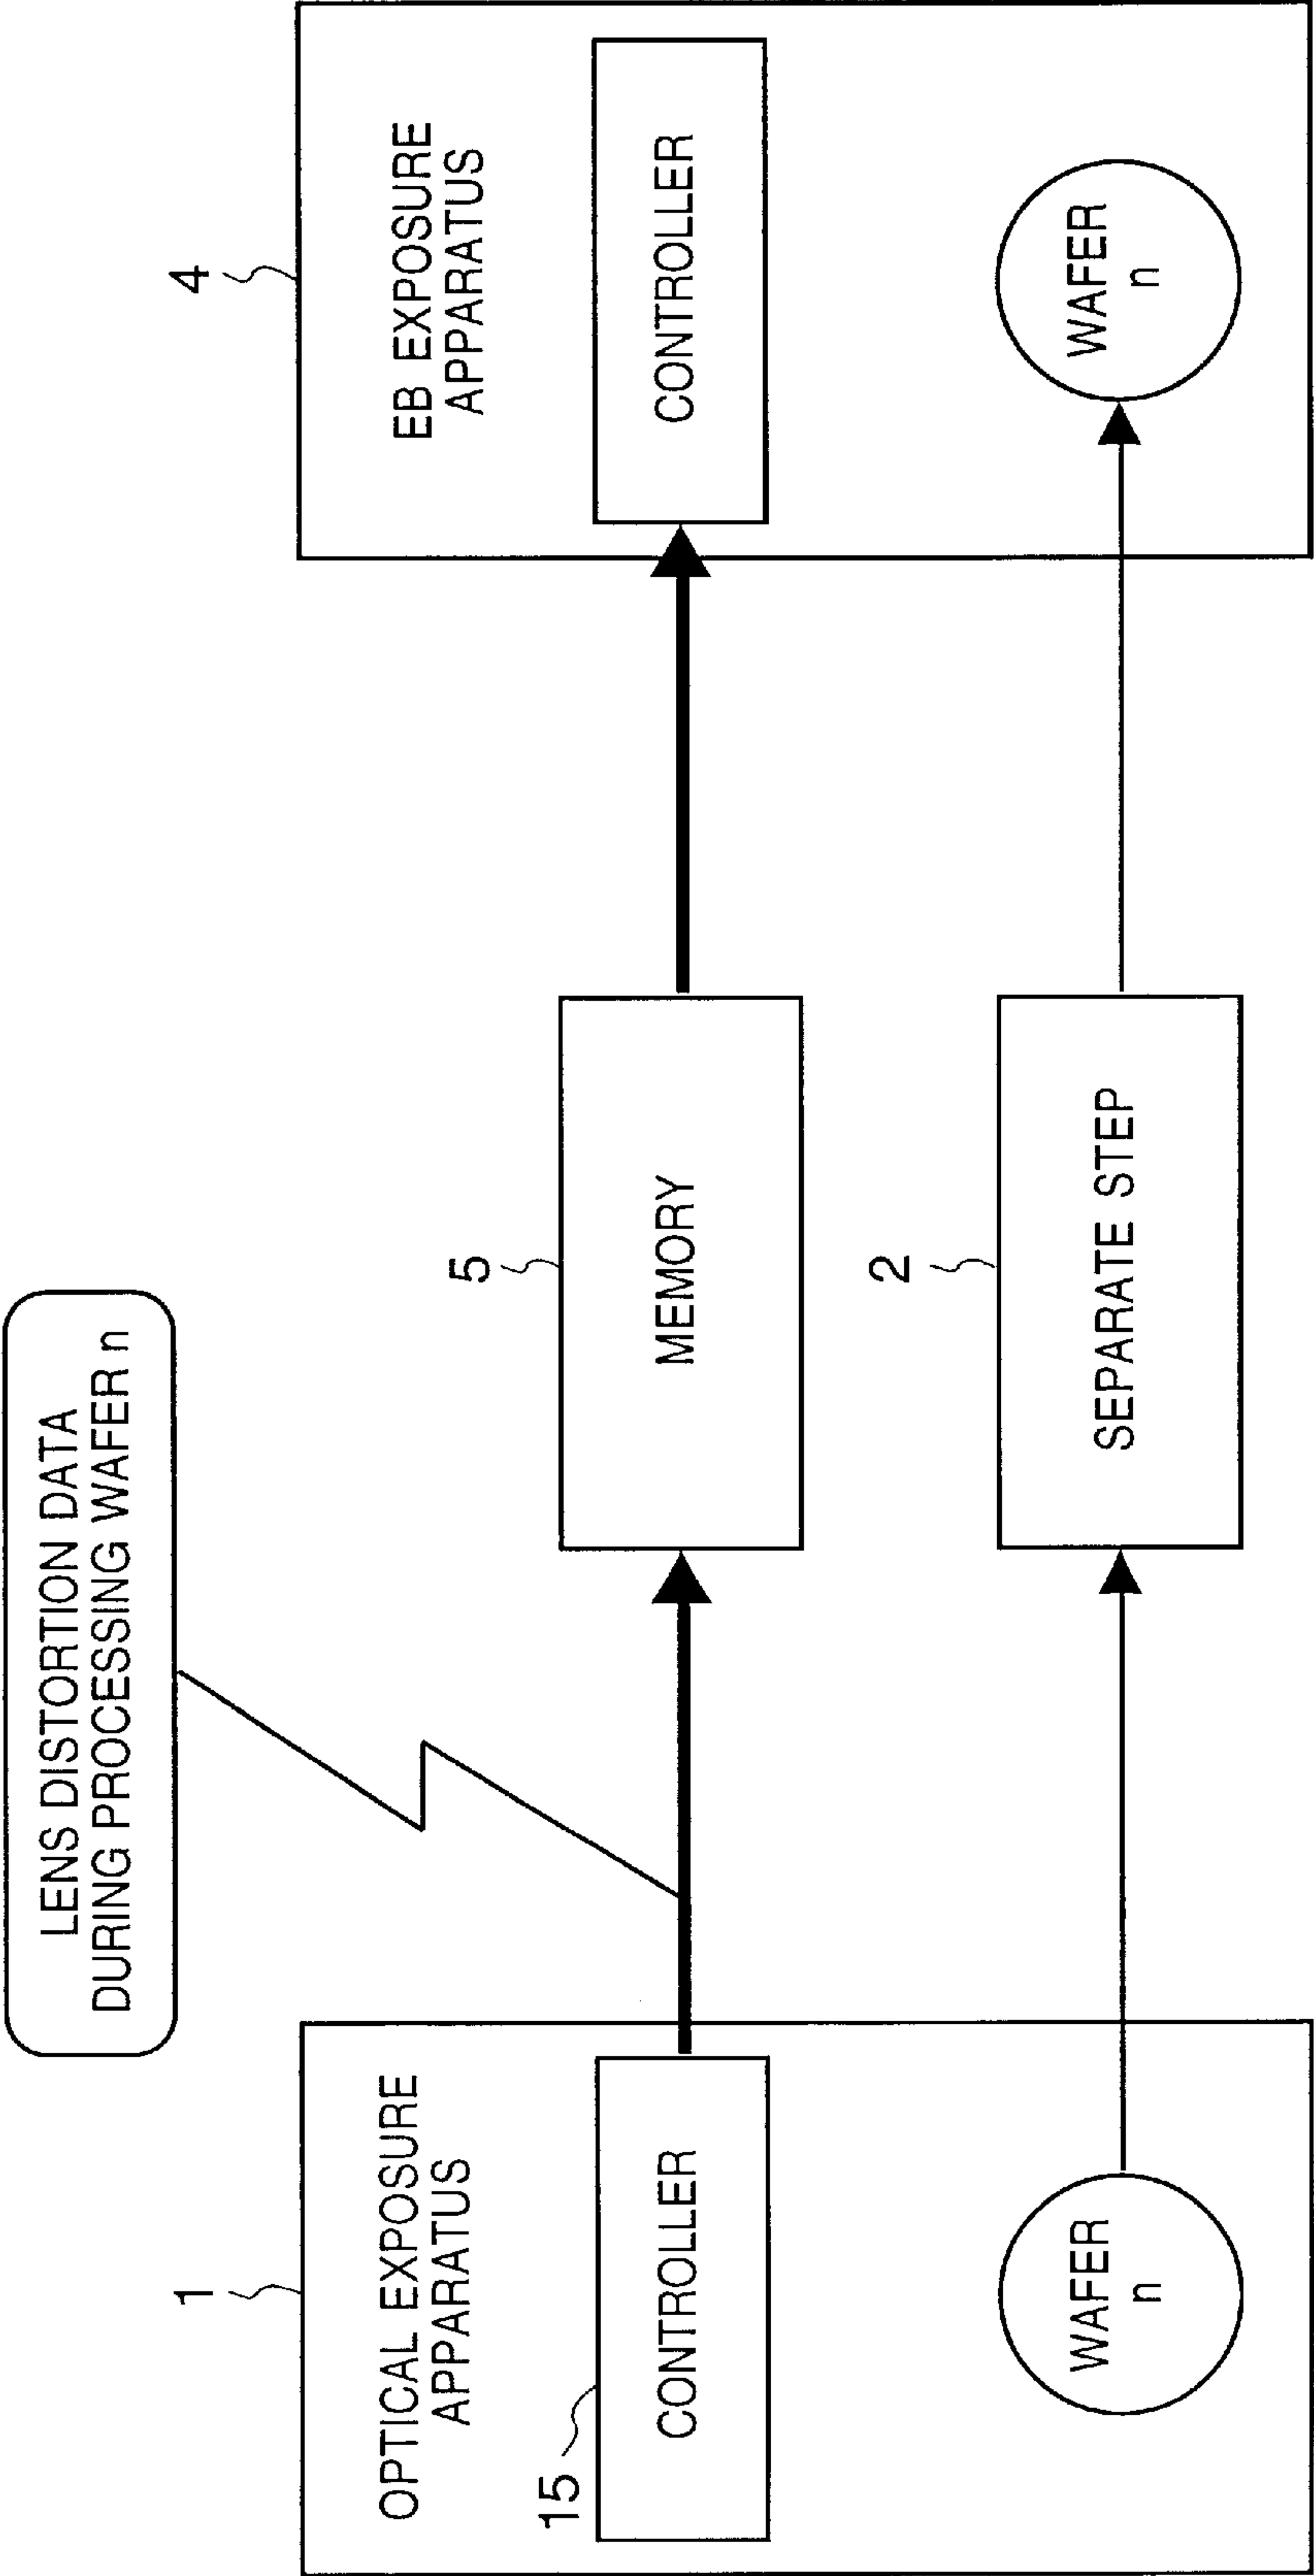 LENS DISTORTION DATA
DURING PROCESSING WAFER n
1
OPTICAL EXPOSURE
APPARATUS
15
CONTROLLER
WAFER
n
5
MEMORY
2
SEPARATE STEP
4
EB EXPOSURE
APPARATUS
CONTROLLER
WAFER
n